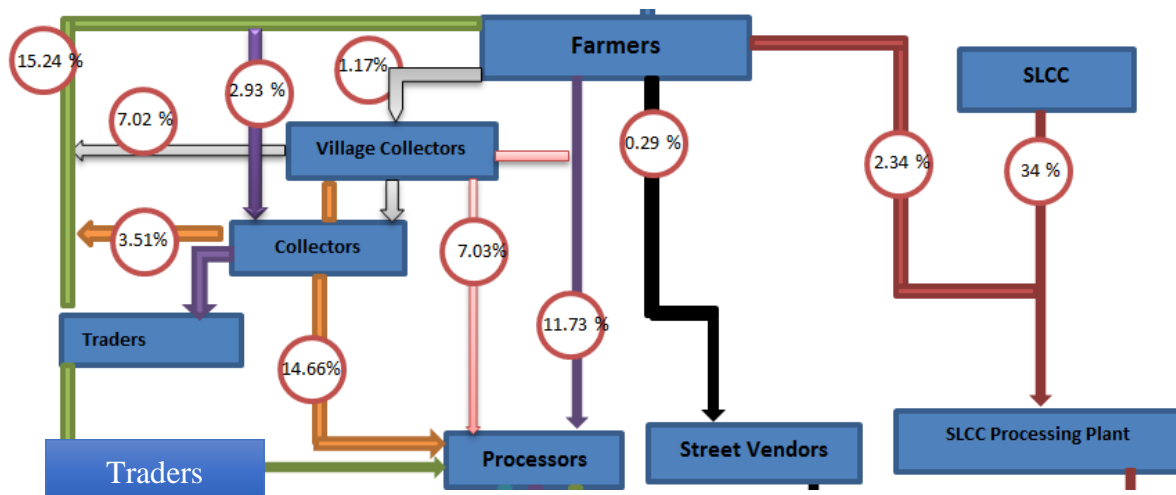 Farmers
15.24 %
1.17%
SLCC
2.93 %
7.02 %
Village Collectors
0.29 %
2.34 %
34 %
3.51%
Collectors
7.03%
Traders
11.73 %
14.66%
SLCC Processing Plant
Street Vendors
Processors
Traders